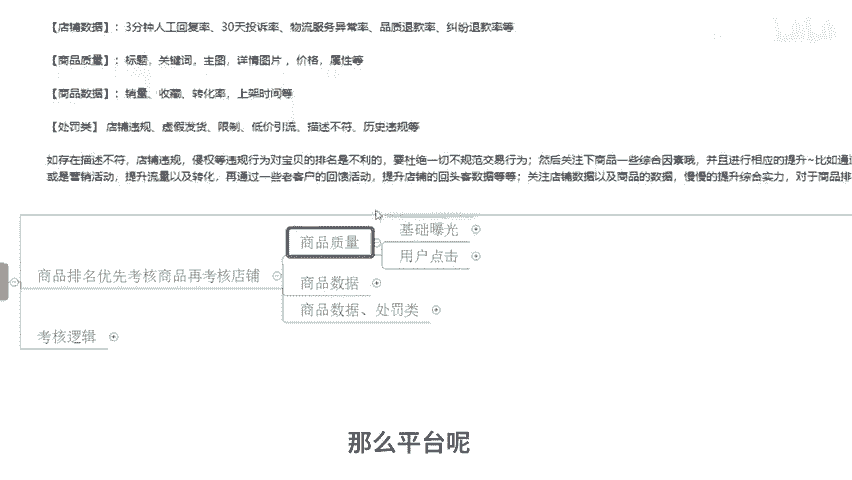 【店铺数据】：3分钟人工回复率、30天投诉率、物流服务异常率、品质退款率、纠纷退款率等
【商品质量】：标题，关键词，主图，详情图片，价格，属性等
【商品数据】：销量、收藏、转化率，上架时间等
【处罚类】 店铺违规、虚假发货、限制、低价引流、描述不符、历史违规等
如存在描述不符，店铺违规，侵权等违规行为对宝贝的排名是不利的，要杜绝一切不规范交易行为；然后关注下商品一些综合因素哦，并且进行相应的提升~比如通过
或是营销活动，提升流量以及转化，再通过一些老客户的回馈活动，提升店铺的回头客数据等等；关注店铺数据以及商品的数据，慢慢的提升综合实力，对于商品排
基础曝光
商品质量
用户点击
商品排名优先考核商品再考核店铺
商品数据
商品数据、处罚类
考核逻辑
那么平台呢